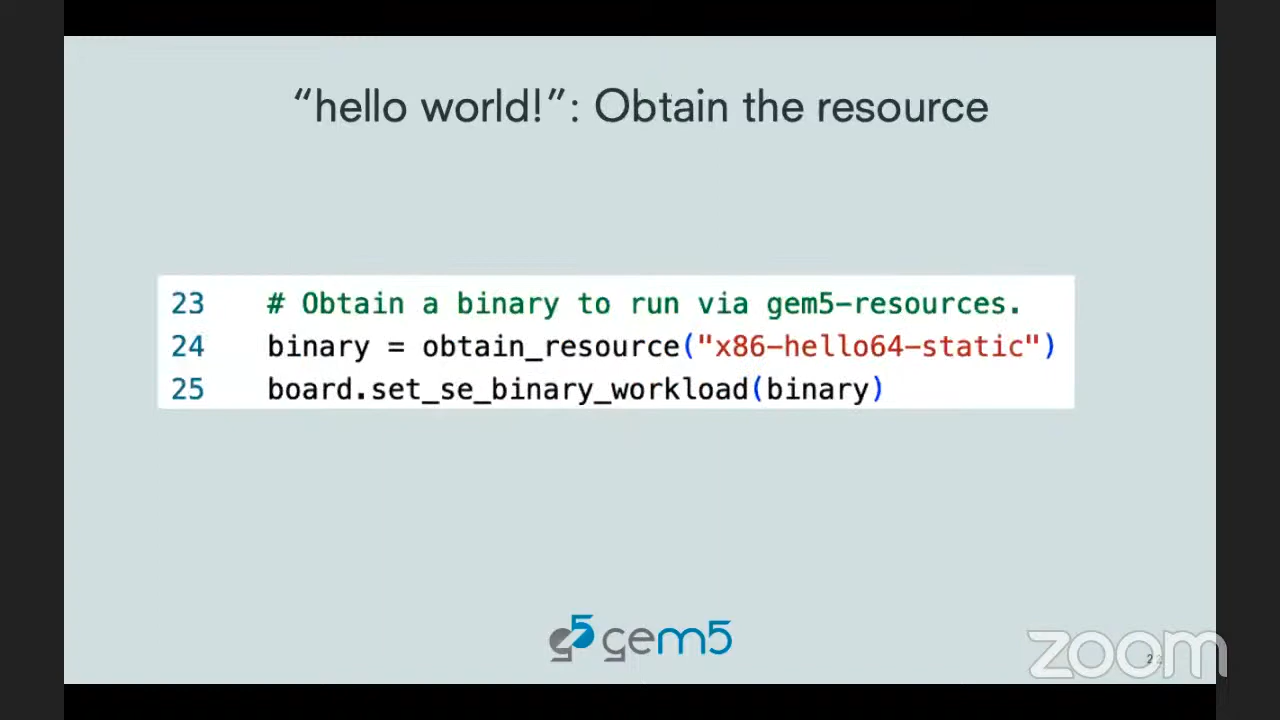 “hello world!”: Obtain the resource
23 # Obtain a binary to run via gem5-resources.
24 binary = obtain_resource("x86-hello64-static")
25 board.set_se_binary_workload(binary)
g5 gem5
zoom